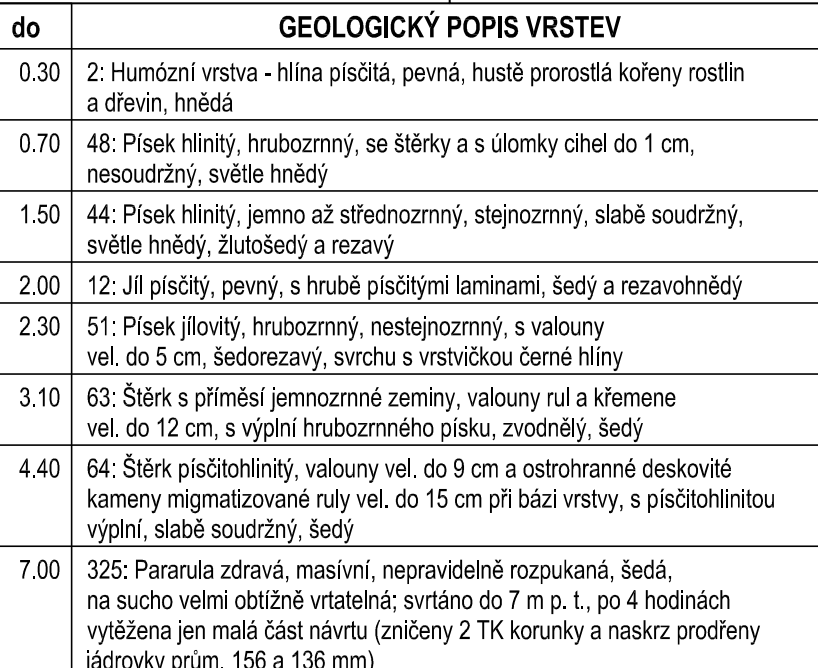 do GEOLOGICKÝ POPIS VRSTEV
0.30 2: Humózní vrstva - hlína písčitá, pevná, hustě prorostlá kořeny rostlin
a dřevin, hnědá
0.70 48: Písek hlinitý, hrubozrnný, se štěrky a s úlomky cihel do 1 cm,
nesoudržný, světle hnědý
1.50 44: Písek hlinitý, jemno až střednozrnný, stejnozrnný, slabě soudržný,
světle hnědý, žlutošedý a rezavý
2.00 12: Jíl písčitý, pevný, s hrubě písčitými laminami, šedý a rezavohnědý
2.30 51: Písek jílovitý, hrubozrnný, nestejnozrnný, s valouny
vel. do 5 cm, šedorezavý, svrchu s vrstvičkou černé hlíny
3.10 63: Štěrk s příměsí jemnozrnné zeminy, valouny rul a křemene
vel. do 12 cm, s výplní hrubozrnného písku, zvodnělý, šedý
4.40 64: Štěrk písčitohlinitý, valouny vel. do 9 cm a ostrohranné deskovité
kameny migmatizované ruly vel. do 15 cm při bázi vrstvy, s písčitohlinitou
výplní, slabě soudržný, šedý
7.00 325: Pararula zdravá, masívní, nepravidelně rozpukaná, šedá,
na sucho velmi obtížně vrtatelná; svrtáno do 7 m p. t., po 4 hodinách
vytěžena jen malá část návrtu (zničeny 2 TK korunky a naskrz prodřeny
jádrovky prům. 156 a 136 mm)